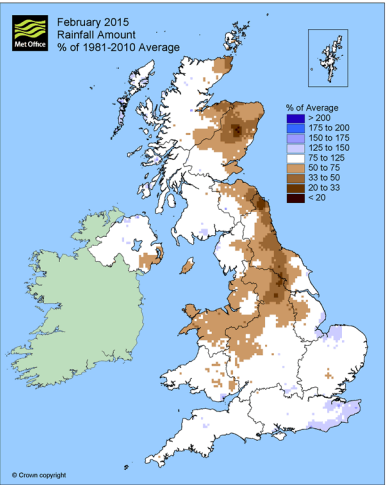 February 2015
Rainfall Amount
% of 1981-2010 Average
Met Office
% of Average
> 200
175 to 200
150 to 175
125 to 150
75 to 125
50 to 75
33 to 50
20 to 33
< 20
© Crown copyright